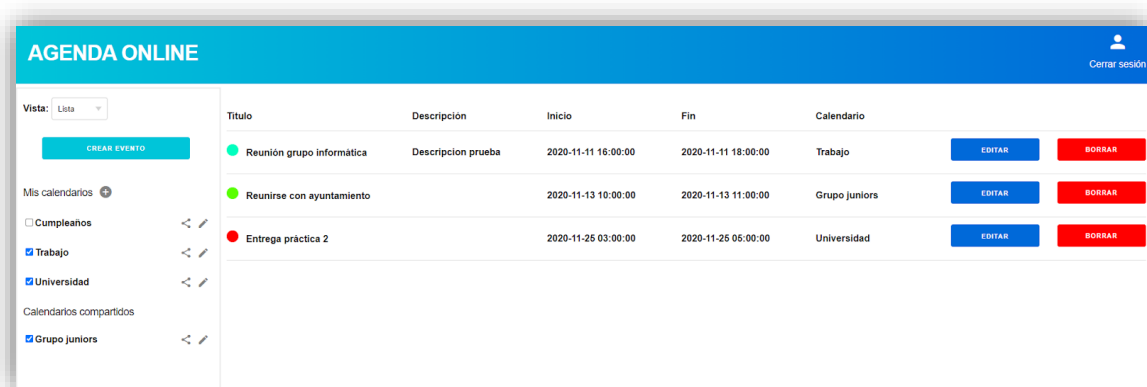 AGENDA ONLINE
Cerrar sesión
Vista: Lista
CREAR EVENTO
Mis calendarios
Cumpleaños
Trabajo
Universidad
Calendarios compartidos
Grupo juniors
Titulo Descripción Inicio Fin Calendario
Reunión grupo informática Descripcion prueba 2020-11-11 16:00:00 2020-11-11 18:00:00 Trabajo EDITAR BORRAR
Reunirse con ayuntamiento 2020-11-13 10:00:00 2020-11-13 11:00:00 Grupo juniors EDITAR BORRAR
Entrega práctica 2 2020-11-25 03:00:00 2020-11-25 05:00:00 Universidad EDITAR BORRAR